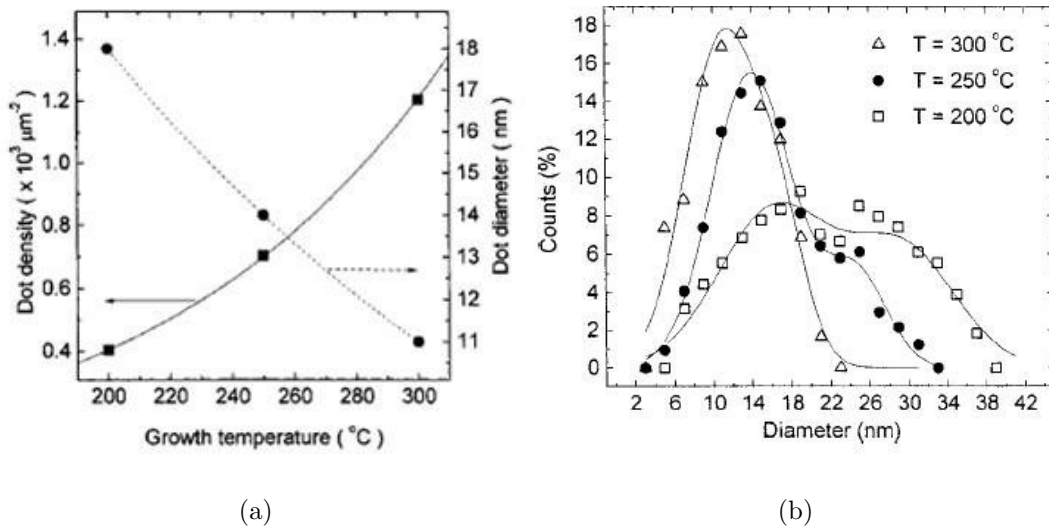 1.4
1.2
1.0
0.8
0.6
0.4
Dot density ( x 10³ µm⁻² )
18
17
16
15
14
13
12
11
Dot diameter ( nm )
200 220 240 260 280 300
Growth temperature ( °C )
(a)
18
16
14
12
10
8
6
4
2
0
Counts (%)
T = 300 °C
T = 250 °C
T = 200 °C
2 6 10 14 18 22 26 30 34 38 42
Diameter (nm)
(b)